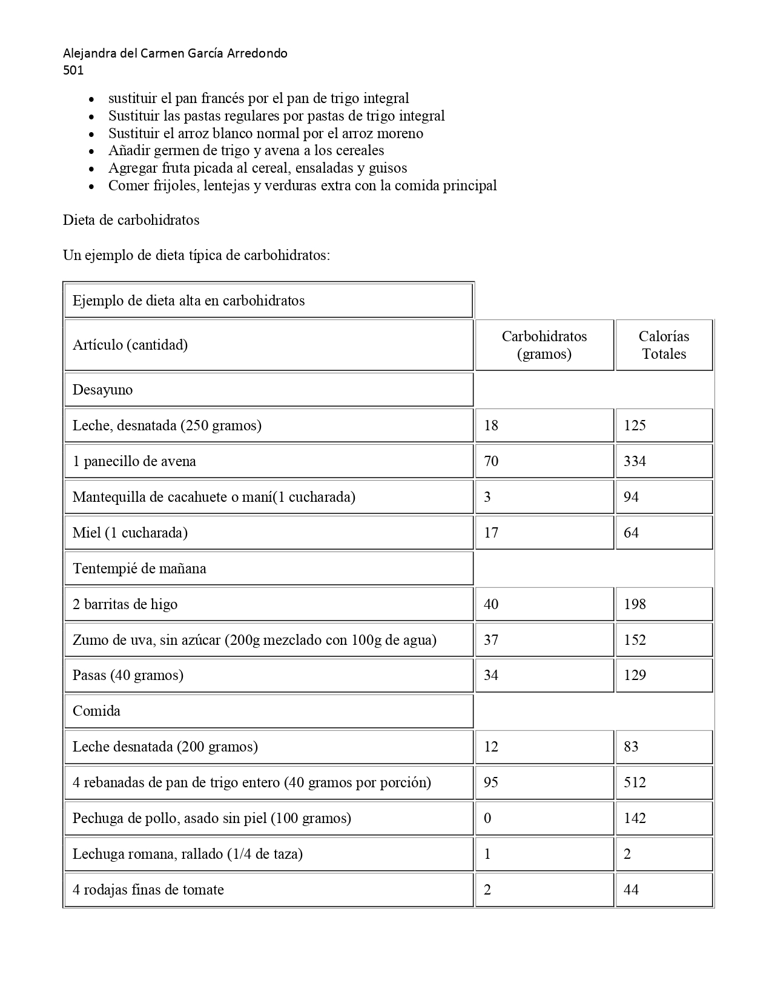 Alejandra del Carmen García Arredondo
501
• sustituir el pan francés por el pan de trigo integral
• Sustituir las pastas regulares por pastas de trigo integral
• Sustituir el arroz blanco normal por el arroz moreno
• Añadir germen de trigo y avena a los cereales
• Agregar fruta picada al cereal, ensaladas y guisos
• Comer frijoles, lentejas y verduras extra con la comida principal
Dieta de carbohidratos
Un ejemplo de dieta típica de carbohidratos:
Ejemplo de dieta alta en carbohidratos
Artículo (cantidad) Carbohidratos (gramos) Calorías Totales
Desayuno
Leche, desnatada (250 gramos) 18 125
1 panecillo de avena 70 334
Mantequilla de cacahuete o maní(1 cucharada) 3 94
Miel (1 cucharada) 17 64
Tentempié de mañana
2 barritas de higo 40 198
Zumo de uva, sin azúcar (200g mezclado con 100g de agua) 37 152
Pasas (40 gramos) 34 129
Comida
Leche desnatada (200 gramos) 12 83
4 rebanadas de pan de trigo entero (40 gramos por porción) 95 512
Pechuga de pollo, asado sin piel (100 gramos) 0 142
Lechuga romana, rallado (1/4 de taza) 1 2
4 rodajas finas de tomate 2 44